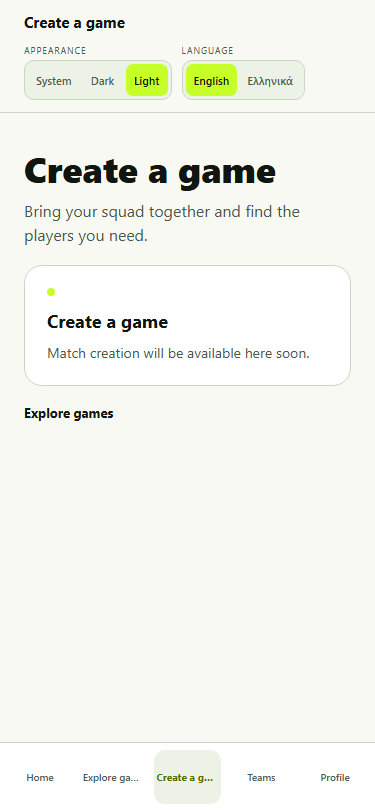 Create a game
APPEARANCE
LANGUAGE
System
Dark
Light
English
Ελληνικά
Create a game
Bring your squad together and find the
players you need.
Create a game
Match creation will be available here soon.
Explore games
Home
Explore ga...
Create a g...
Teams
Profile